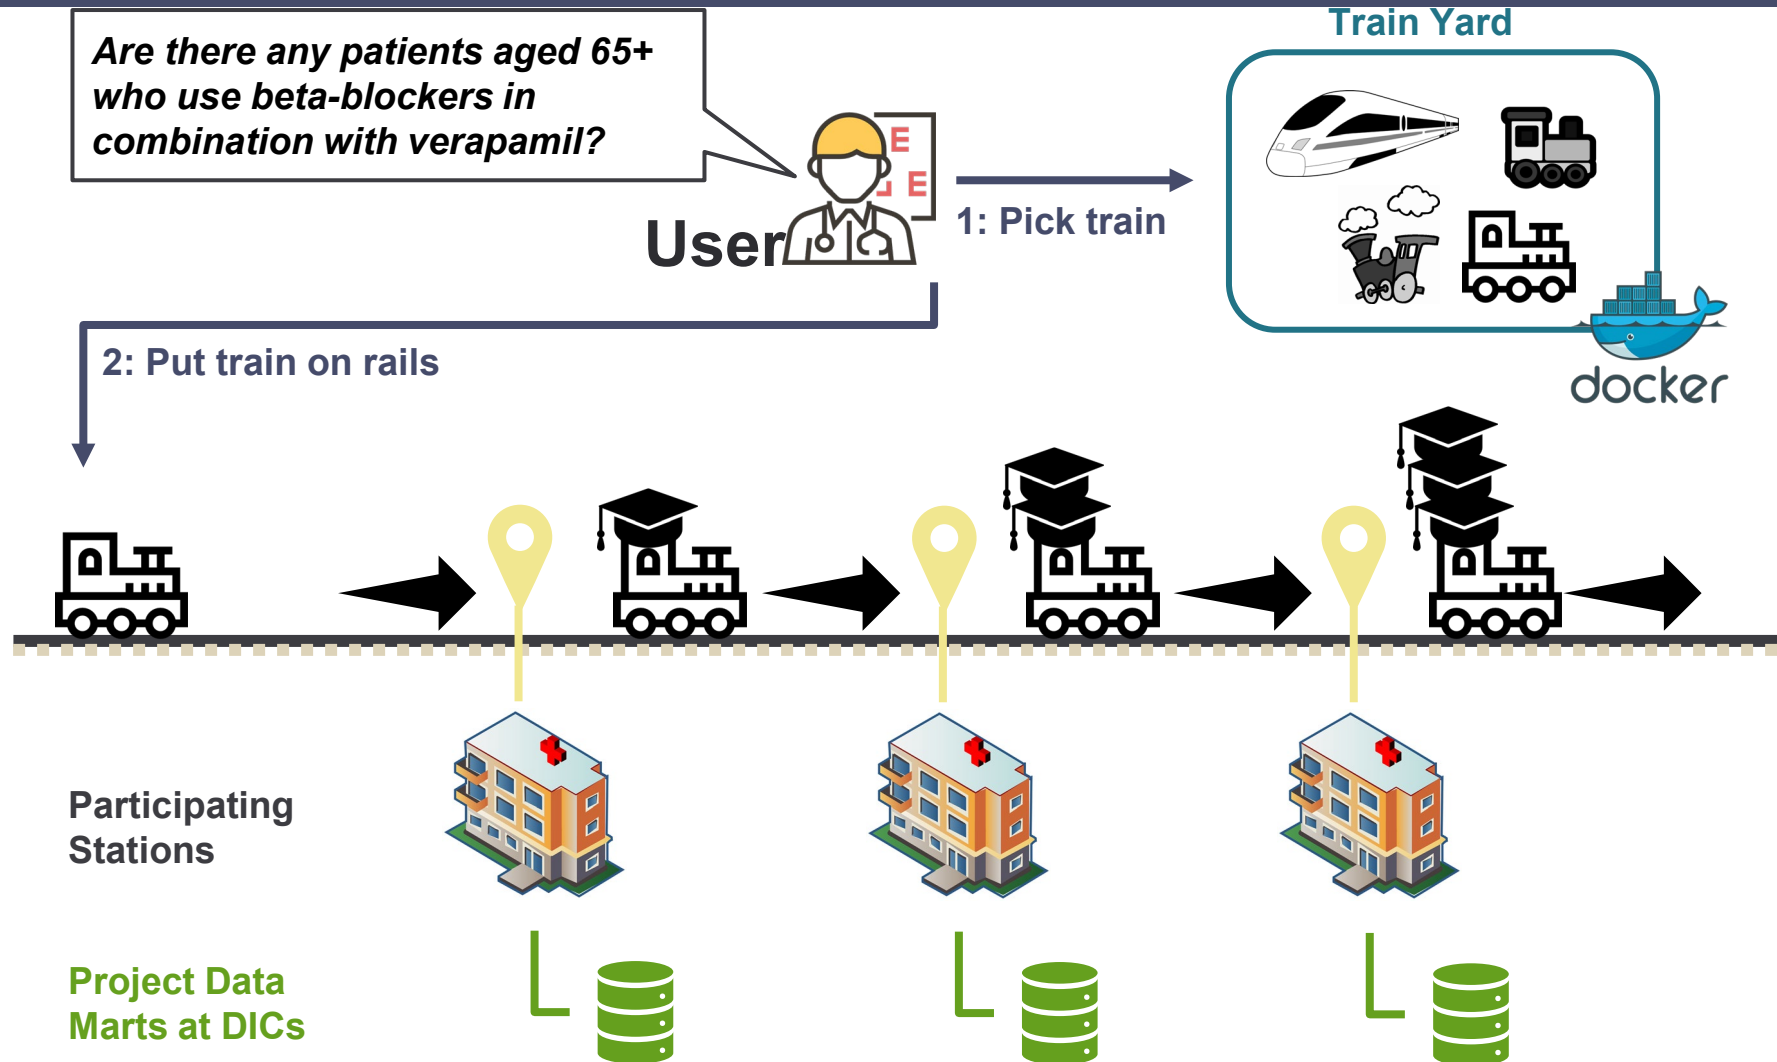 Train Yard
Are there any patients aged 65+
who use beta-blockers in
combination with verapamil?
E
E
User
1: Pick train
docker
2: Put train on rails
Participating
Stations
Project Data
Marts at DICs